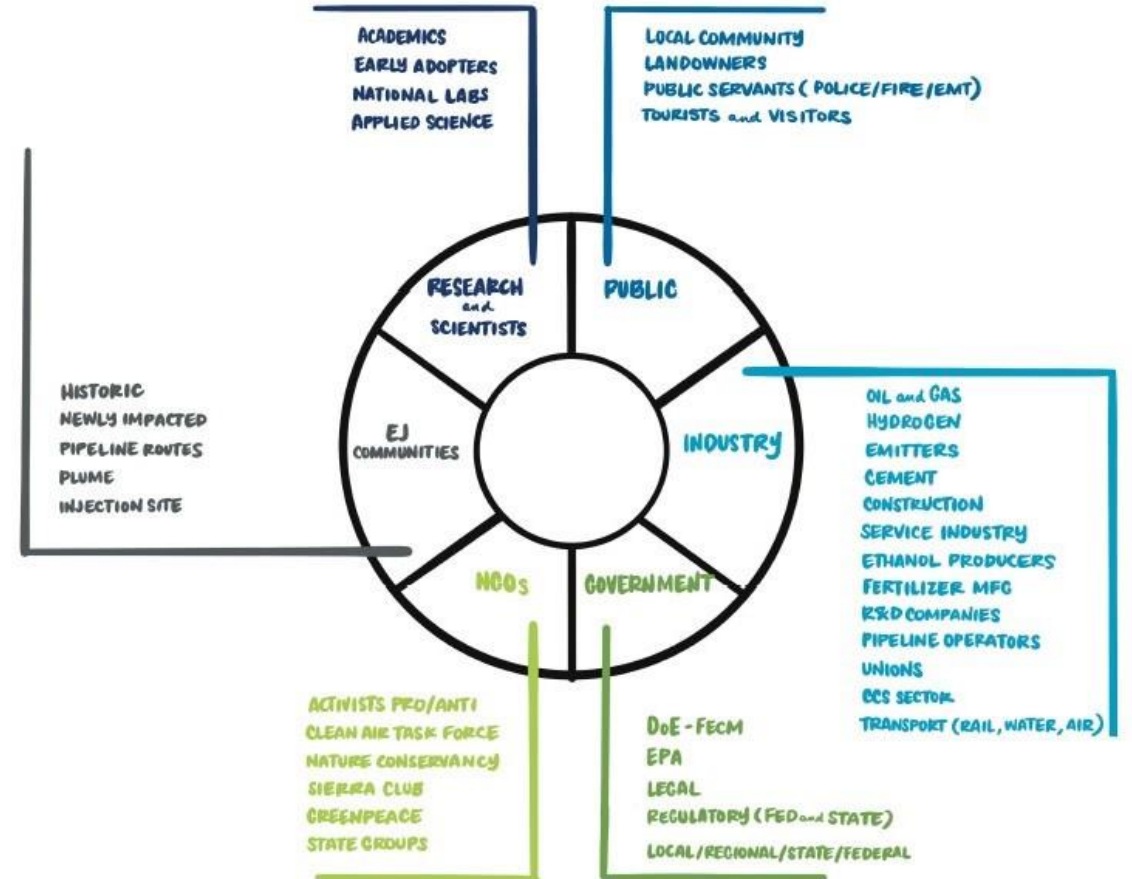 ACADEMICS
EARLY ADOPTERS
NATIONAL LABS
APPLIED SCIENCE
LOCAL COMMUNITY
LANDOWNERS
PUBLIC SERVANTS (POLICE/FIRE/EMT)
TOURISTS and VISITORS
RESEARCH
and
SCIENTISTS
PUBLIC
HISTORIC
NEWLY IMPACTED
PIPELINE ROUTES
PLUME
INJECTION SITE
EJ
COMMUNITIES
INDUSTRY
OIL and GAS
HYDROGEN
EMITTERS
CEMENT
CONSTRUCTION
SERVICE INDUSTRY
ETHANOL PRODUCERS
FERTILIZER MFG
R&D COMPANIES
PIPELINE OPERATORS
UNIONS
CCS SECTOR
TRANSPORT (RAIL, WATER, AIR)
NGOs
GOVERNMENT
ACTIVISTS PRO/ANTI
CLEAN AIR TASK FORCE
NATURE CONSERVANCY
SIERRA CLUB
GREENPEACE
STATE GROUPS
DoE-FECM
EPA
LEGAL
REGULATORY (FED and STATE)
LOCAL/REGIONAL/STATE/FEDERAL